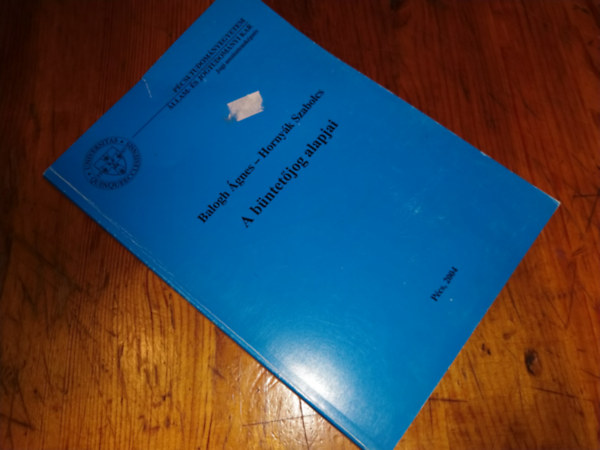 PÉCSI TUDOMÁNYEGYETEM
ÁLLAM- ÉS JOGTUDOMÁNYI KAR
Balogh Ágnes – Hornyák Szabolcs
A büntetőjog alapjai
Pécs, 2004